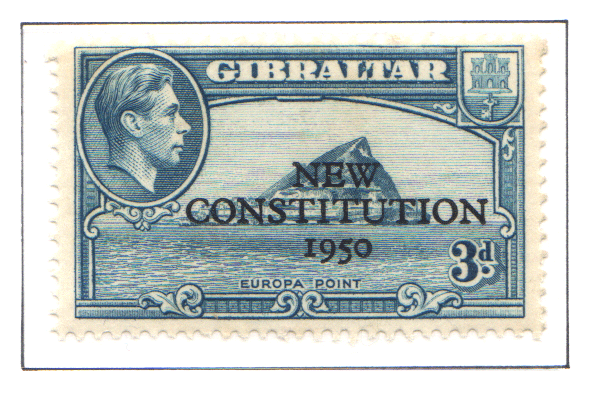 GIBRALTAR
NEW
CONSTITUTION
1950
3d
EUROPA POINT